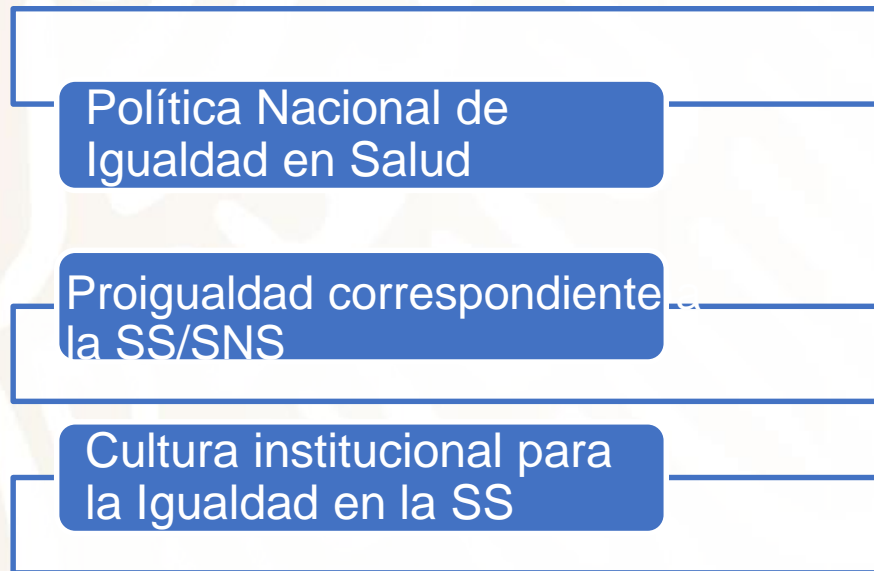 Política Nacional de
Igualdad en Salud
Proigualdad correspondiente a
la SS/SNS
Cultura institucional para
la Igualdad en la SS